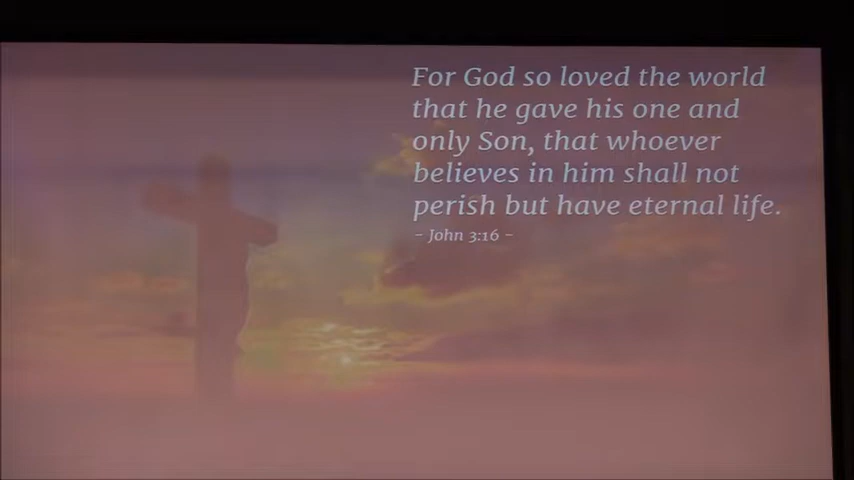 For God so loved the world
that he gave his one and
only Son, that whoever
believes in him shall not
perish but have eternal life.
~ John 3:16 ~